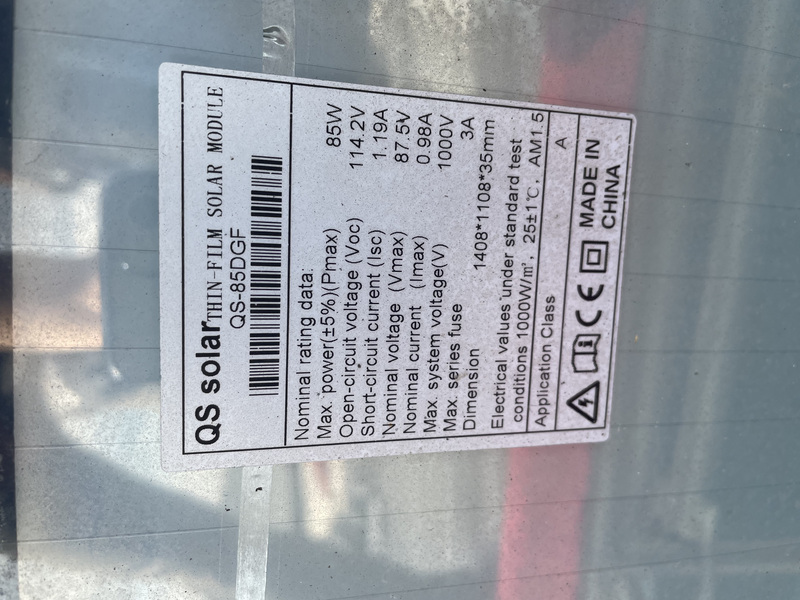 QS solar THIN-FILM SOLAR MODULE
QS-85DGF
Nominal rating data:
Max. power(±5%)(Pmax) 85W
Open-circuit voltage (Voc) 114.2V
Short-circuit current (Isc) 1.19A
Nominal voltage (Vmax) 87.5V
Nominal current (Imax) 0.98A
Max. system voltage(V) 1000V
Max. series fuse 3A
Dimension 1408*1108*35mm
Electrical values under standard test
conditions 1000W/㎡, 25±1℃, AM1.5
Application Class A
CE MADE IN
CHINA